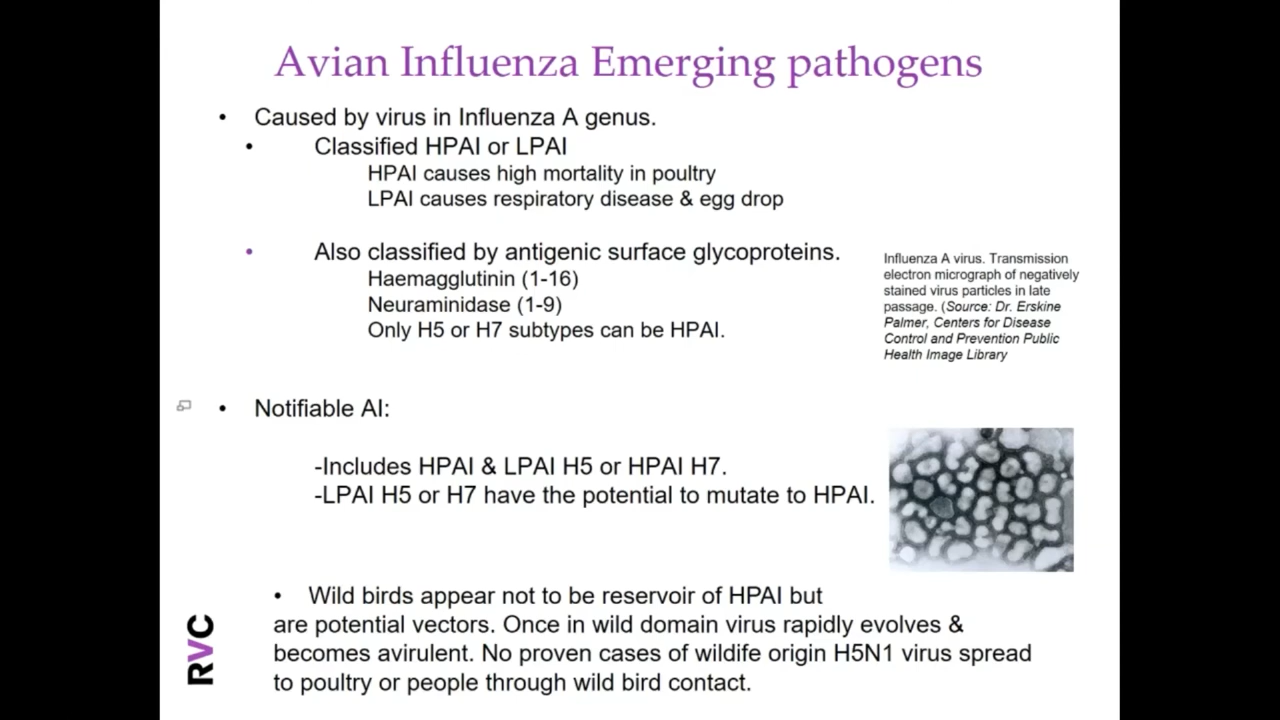 Avian Influenza Emerging pathogens
• Caused by virus in Influenza A genus.
• Classified HPAI or LPAI
HPAI causes high mortality in poultry
LPAI causes respiratory disease & egg drop
• Also classified by antigenic surface glycoproteins.
Haemagglutinin (1-16)
Neuraminidase (1-9)
Only H5 or H7 subtypes can be HPAI.
Influenza A virus. Transmission
electron micrograph of negatively
stained virus particles in late
passage. (Source: Dr. Erskine
Palmer, Centers for Disease
Control and Prevention Public
Health Image Library
• Notifiable AI:
-Includes HPAI & LPAI H5 or HPAI H7.
-LPAI H5 or H7 have the potential to mutate to HPAI.
• Wild birds appear not to be reservoir of HPAI but
are potential vectors. Once in wild domain virus rapidly evolves &
becomes avirulent. No proven cases of wildife origin H5N1 virus spread
to poultry or people through wild bird contact.
RVC